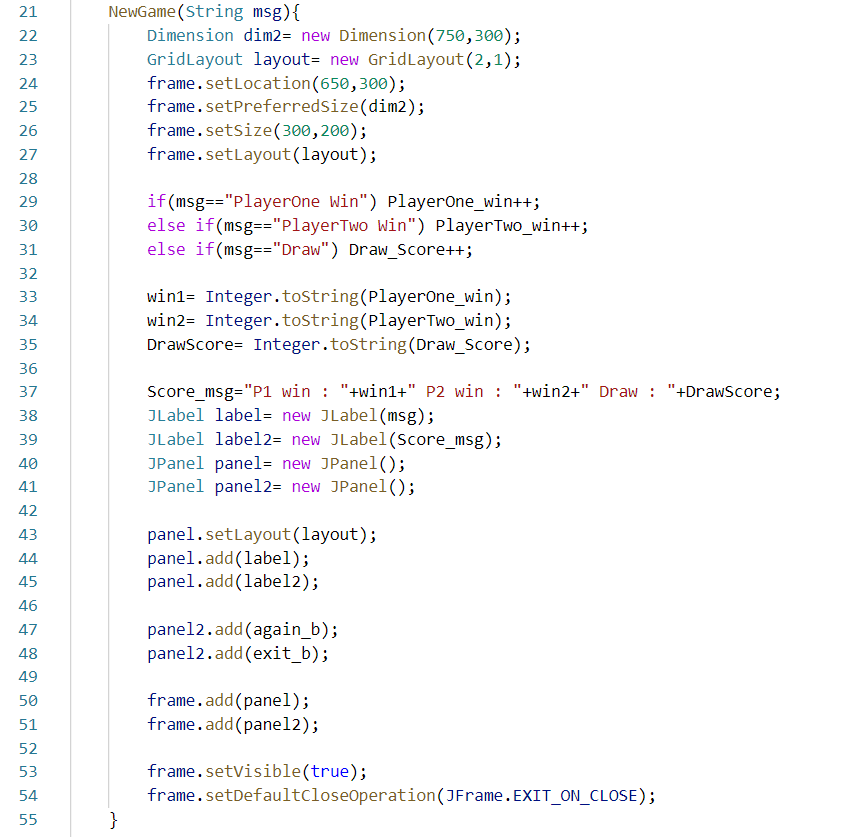 21 NewGame(String msg){
22 Dimension dim2= new Dimension(750,300);
23 GridLayout layout= new GridLayout(2,1);
24 frame.setLocation(650,300);
25 frame.setPreferredSize(dim2);
26 frame.setSize(300,200);
27 frame.setLayout(layout);
28
29 if(msg=="PlayerOne Win") PlayerOne_win++;
30 else if(msg=="PlayerTwo Win") PlayerTwo_win++;
31 else if(msg=="Draw") Draw_Score++;
32
33 win1= Integer.toString(PlayerOne_win);
34 win2= Integer.toString(PlayerTwo_win);
35 DrawScore= Integer.toString(Draw_Score);
36
37 Score_msg="P1 win : "+win1+" P2 win : "+win2+" Draw : "+DrawScore;
38 JLabel label= new JLabel(msg);
39 JLabel label2= new JLabel(Score_msg);
40 JPanel panel= new JPanel();
41 JPanel panel2= new JPanel();
42
43 panel.setLayout(layout);
44 panel.add(label);
45 panel.add(label2);
46
47 panel2.add(again_b);
48 panel2.add(exit_b);
49
50 frame.add(panel);
51 frame.add(panel2);
52
53 frame.setVisible(true);
54 frame.setDefaultCloseOperation(JFrame.EXIT_ON_CLOSE);
55 }